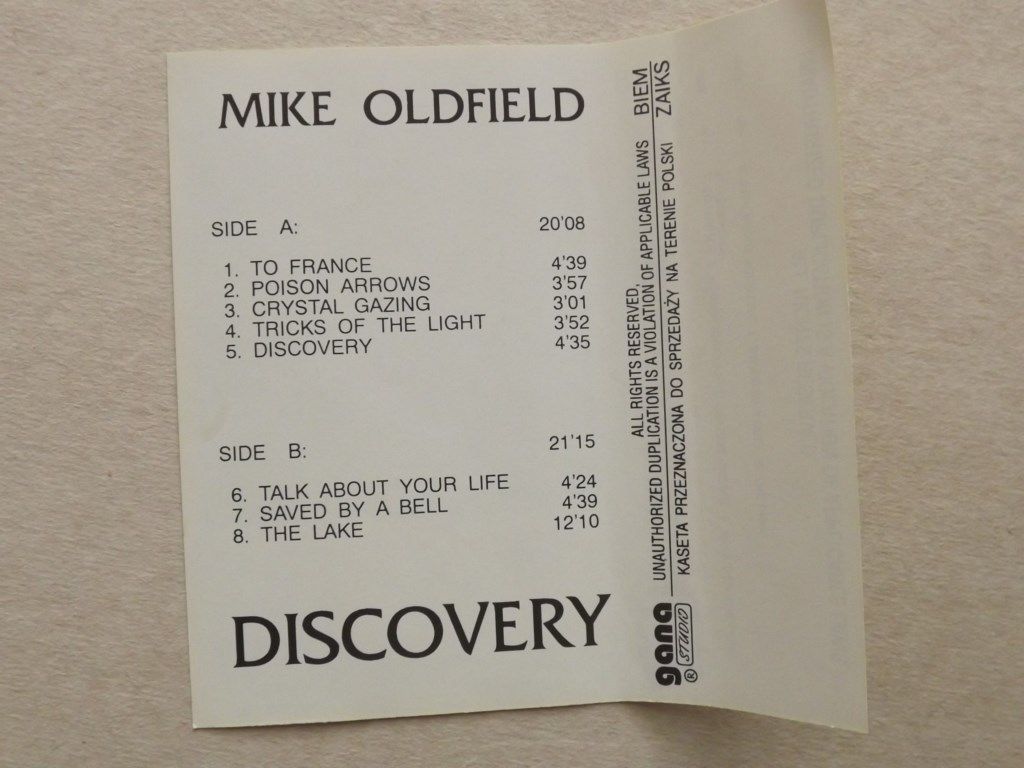 MIKE OLDFIELD
SIDE A: 20'08
1. TO FRANCE 4'39
2. POISON ARROWS 3'57
3. CRYSTAL GAZING 3'01
4. TRICKS OF THE LIGHT 3'52
5. DISCOVERY 4'35
SIDE B: 21'15
6. TALK ABOUT YOUR LIFE 4'24
7. SAVED BY A BELL 4'39
8. THE LAKE 12'10
DISCOVERY
ALL RIGHTS RESERVED,
UNAUTHORIZED DUPLICATION IS A VIOLATION OF APPLICABLE LAWS BIEM
KASETA PRZEZNACZONA DO SPRZEDAŻY NA TERENIE POLSKI ZAIKS
gana
® STUDIO